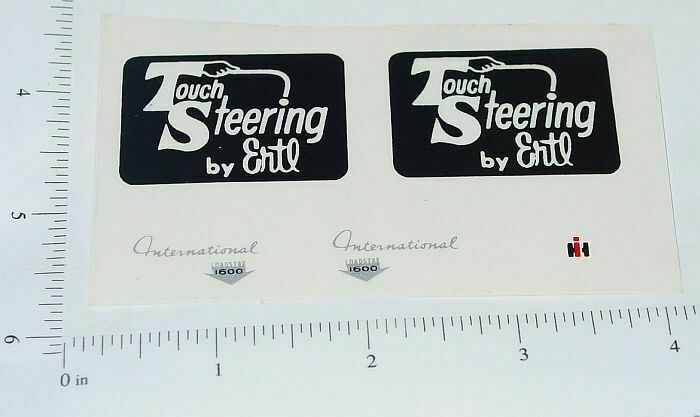 Touch
Steering
by Ertl
Touch
Steering
by Ertl
International
LOADSTAR
1600
International
LOADSTAR
1600
IH
4
5
6
0 in
1
2
3
4